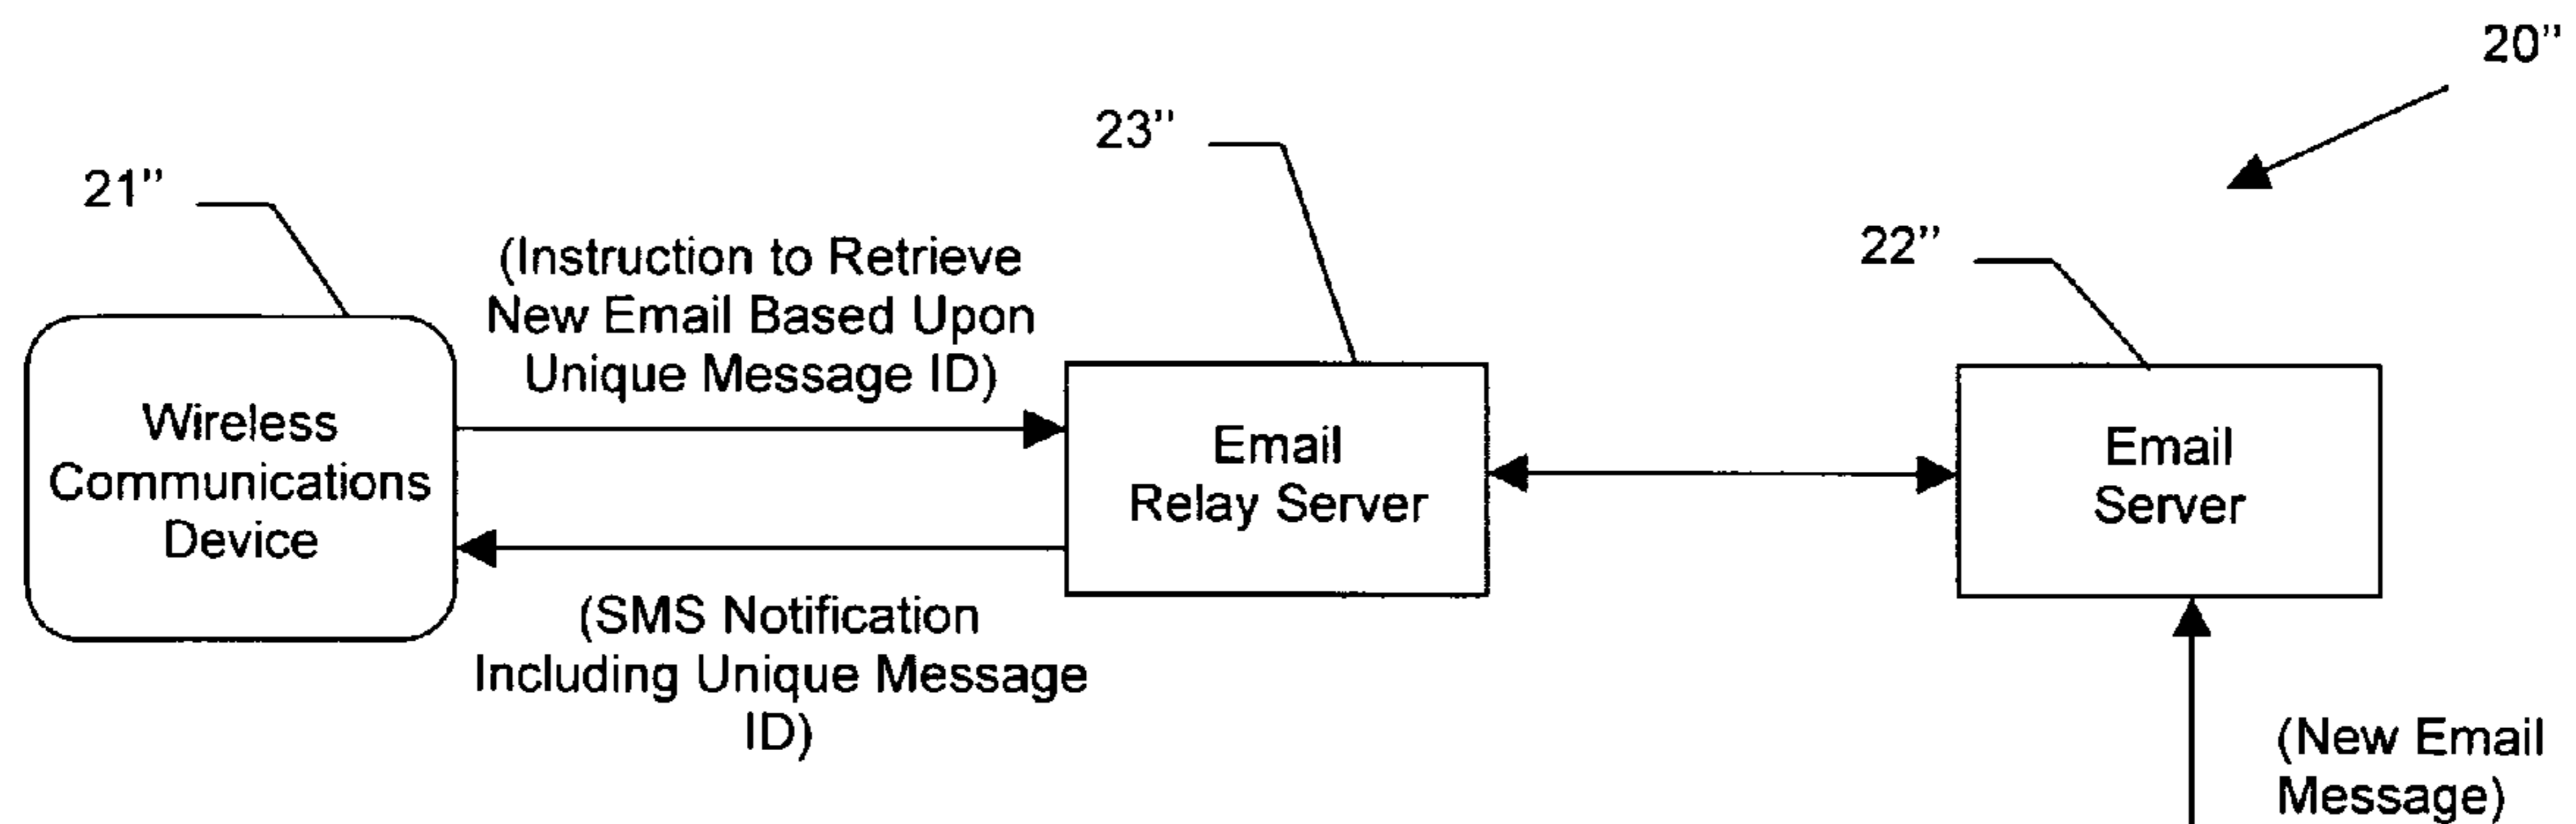 20”
23”
21”
22”
(Instruction to Retrieve
New Email Based Upon
Unique Message ID)
Wireless
Communications
Device
Email
Relay Server
Email
Server
(SMS Notification
Including Unique Message
ID)
(New Email
Message)